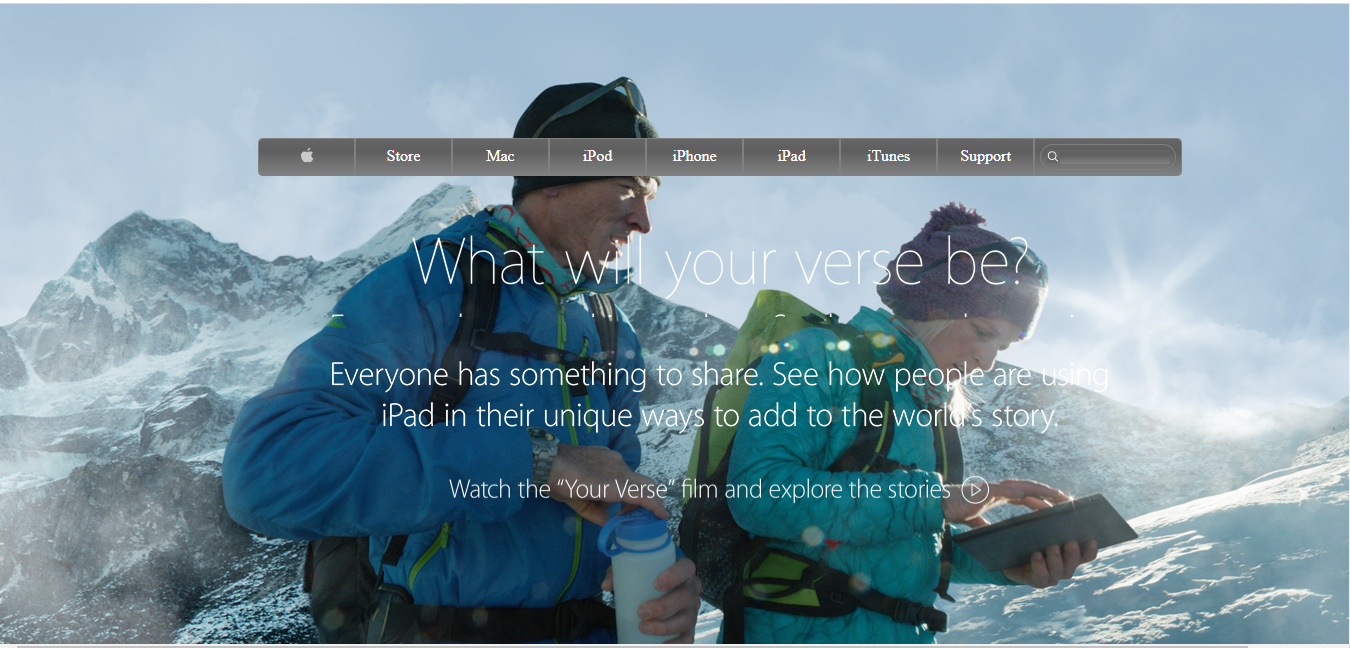 Store
Mac
iPod
iPhone
iPad
iTunes
Support
What will your verse be?
Everyone has something to share. See how people are using
iPad in their unique ways to add to the world's story.
Watch the “Your Verse” film and explore the stories